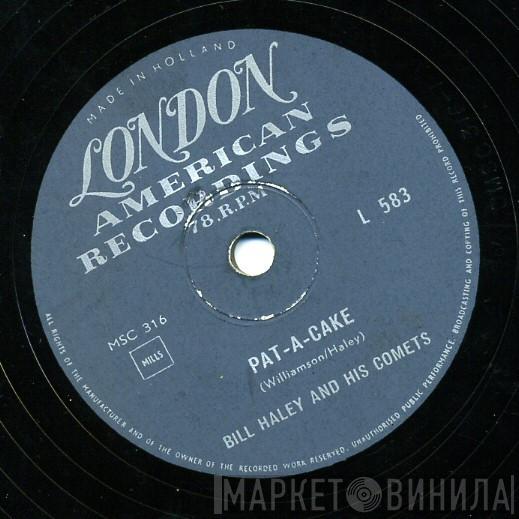 MADE IN HOLLAND
LONDON
AMERICAN
RECORDINGS
78.R.P.M
L 583
MSC 316
MILLS
PAT-A-CAKE
(Williamson/Haley)
BILL HALEY AND HIS COMETS
ALL RIGHTS OF THE MANUFACTURER AND OF THE OWNER OF THE RECORDED WORK RESERVED. UNAUTHORISED PUBLIC PERFORMANCE, BROADCASTING AND COPYING OF THIS RECORD PROHIBITED
МАРКЕТ ВИНИЛА